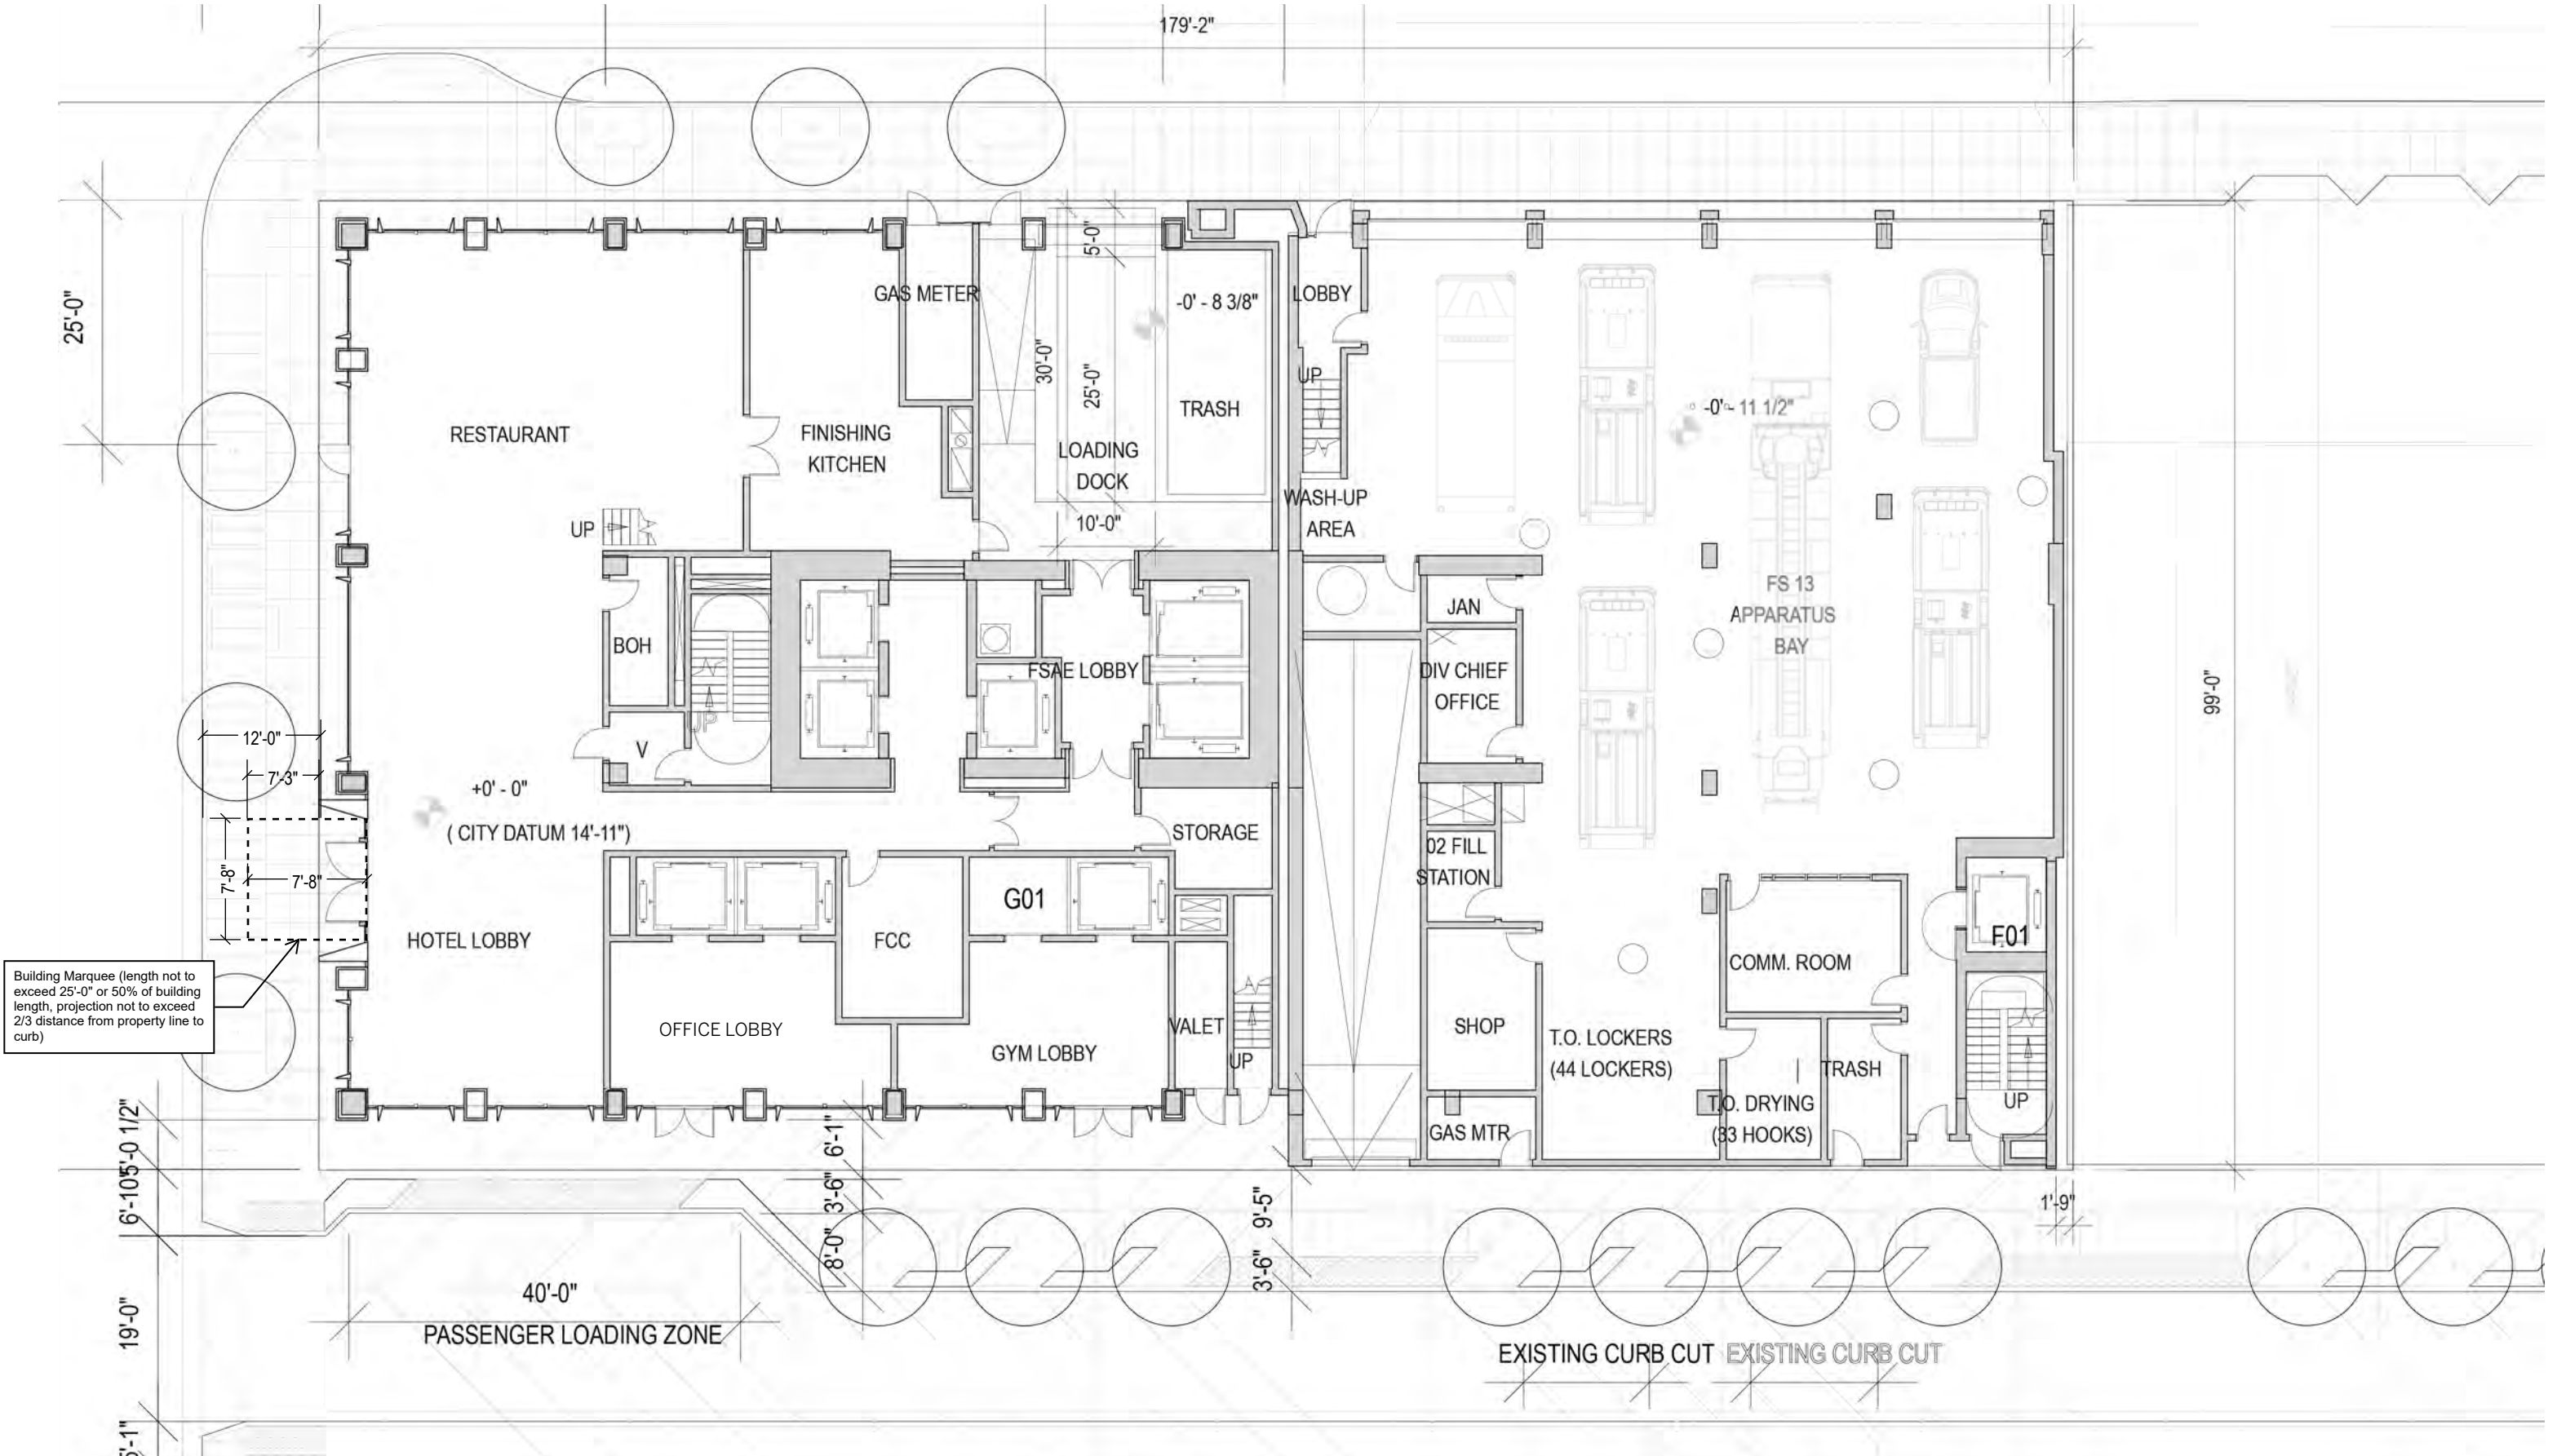 179'-2"
25'-0"
GAS METER
5'-0"
-0' - 8 3/8"
LOBBY
30'-0"
25'-0"
UP
TRASH
-0' - 11 1/2"
RESTAURANT
FINISHING
KITCHEN
LOADING
DOCK
WASH-UP
AREA
UP
10'-0"
FS 13
APPARATUS
BAY
JAN
BOH
FSAE LOBBY
DIV CHIEF
OFFICE
99'-0"
UP
V
12'-0"
7'-3"
+0' - 0"
( CITY DATUM 14'-11")
STORAGE
02 FILL
STATION
7'-8"
7'-8"
G01
HOTEL LOBBY
FCC
F01
COMM. ROOM
Building Marquee (length not to
exceed 25'-0" or 50% of building
length, projection not to exceed
2/3 distance from property line to
curb)
OFFICE LOBBY
GYM LOBBY
VALET
UP
SHOP
T.O. LOCKERS
(44 LOCKERS)
TRASH
T.O. DRYING
(33 HOOKS)
UP
GAS MTR
5'-0 1/2"
6'-10"
6'-1"
3'-6"
8'-0"
9'-5"
3'-6"
1'-9"
19'-0"
40'-0"
PASSENGER LOADING ZONE
EXISTING CURB CUT EXISTING CURB CUT